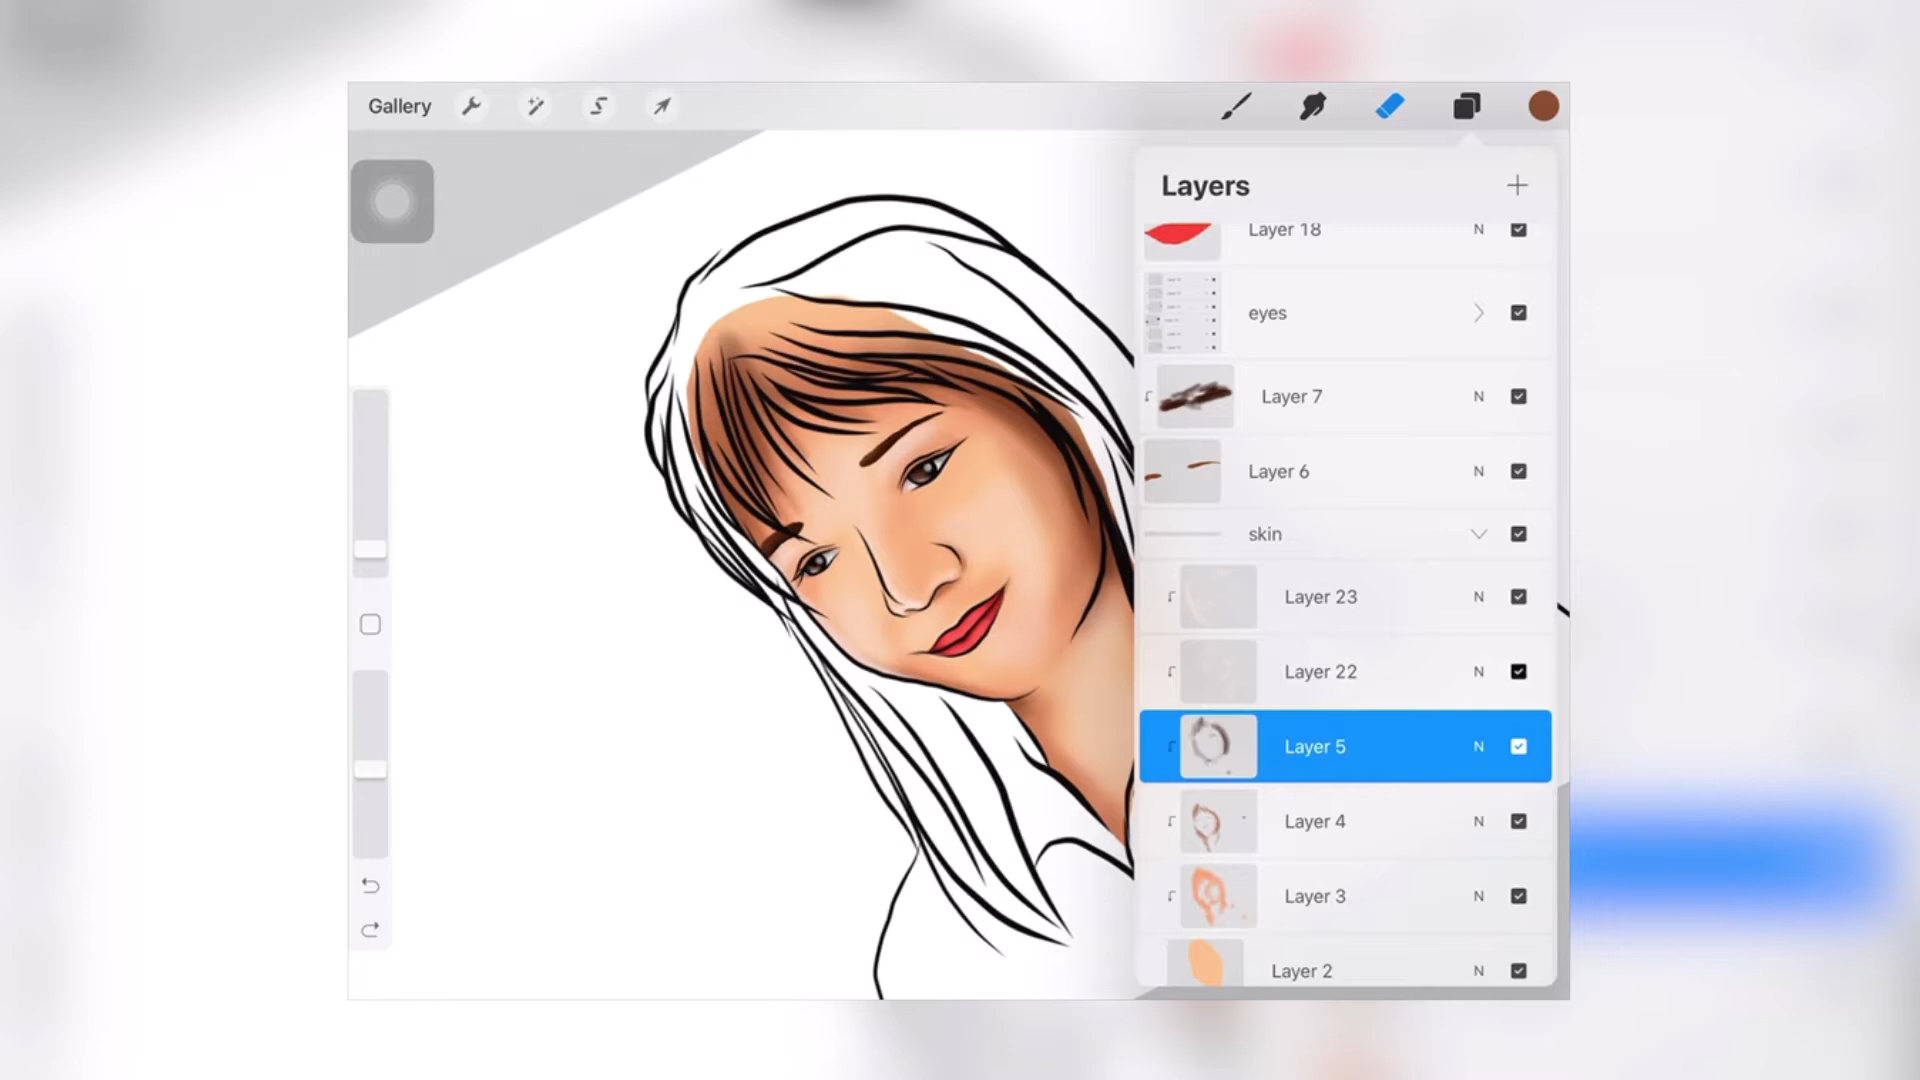 Gallery
Layers
Layer 18 N
eyes
Layer 7 N
Layer 6 N
skin
Layer 23 N
Layer 22 N
Layer 5 N
Layer 4 N
Layer 3 N
Layer 2 N